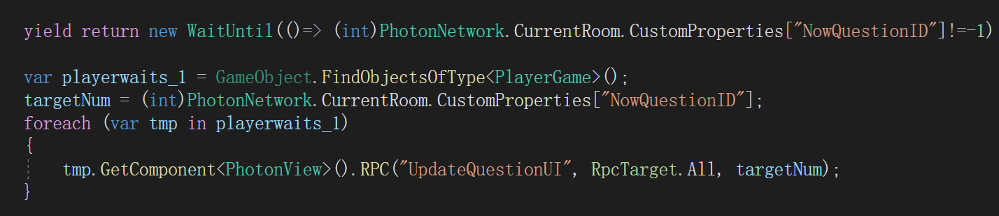 yield return new WaitUntil(()=> (int)PhotonNetwork.CurrentRoom.CustomProperties["NowQuestionID"]!=-1)
var playerwaits_1 = GameObject.FindObjectsOfType<PlayerGame>();
targetNum = (int)PhotonNetwork.CurrentRoom.CustomProperties["NowQuestionID"];
foreach (var tmp in playerwaits_1)
{
tmp.GetComponent<PhotonView>().RPC("UpdateQuestionUI", RpcTarget.All, targetNum);
}